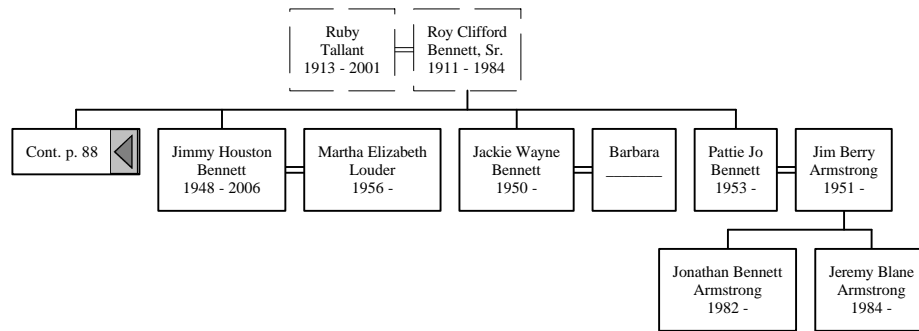 Ruby
Tallant
1913 - 2001
Roy Clifford
Bennett, Sr.
1911 - 1984
Cont. p. 88
Jimmy Houston
Bennett
1948 - 2006
Martha Elizabeth
Louder
1956 -
Jackie Wayne
Bennett
1950 -
Barbara
_______
Pattie Jo
Bennett
1953 -
Jim Berry
Armstrong
1951 -
Jonathan Bennett
Armstrong
1982 -
Jeremy Blane
Armstrong
1984 -